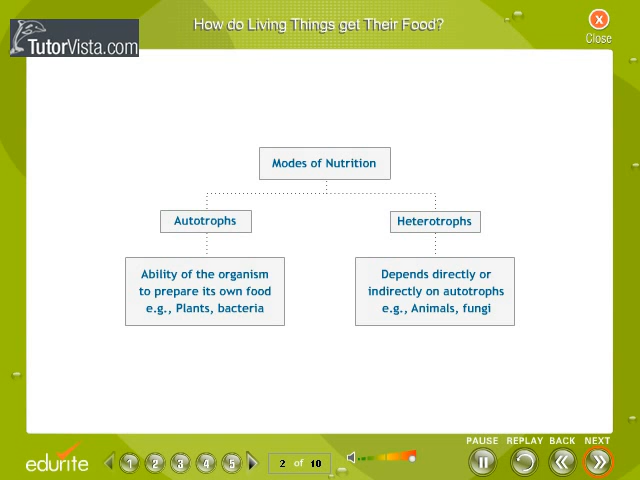 How do Living Things get Their Food?
X
Close
TutorVista.com
Modes of Nutrition
Autotrophs
Heterotrophs
Ability of the organism
to prepare its own food
e.g., Plants, bacteria
Depends directly or
indirectly on autotrophs
e.g., Animals, fungi
PAUSE REPLAY BACK NEXT
edurite
1 2 3 4 5
2 of 10